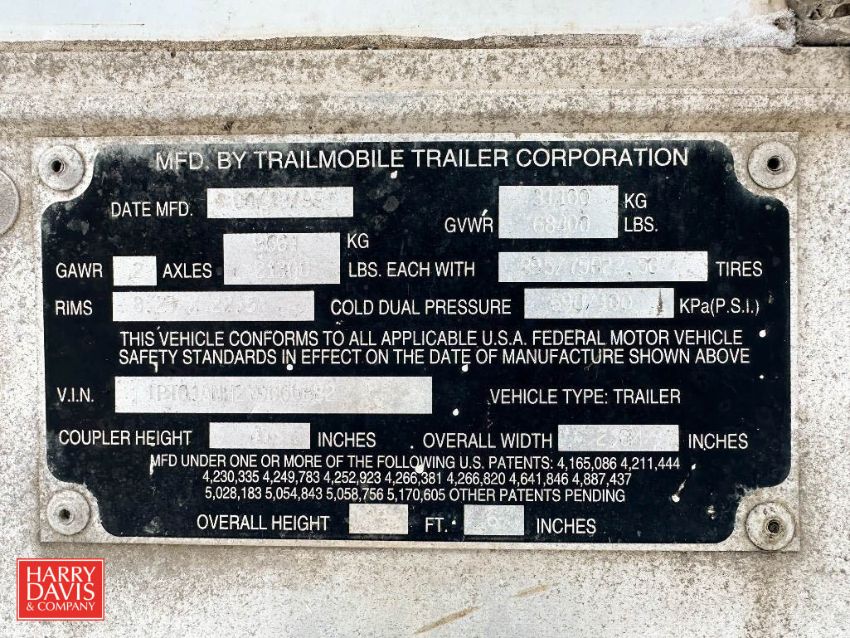 MFD. BY TRAILMOBILE TRAILER CORPORATION
DATE MFD.
GVWR 31100 KG
68400 LBS.
KG
GAWR 2 AXLES LBS. EACH WITH TIRES
RIMS COLD DUAL PRESSURE 690/100 KPa(P.S.I.)
THIS VEHICLE CONFORMS TO ALL APPLICABLE U.S.A. FEDERAL MOTOR VEHICLE
SAFETY STANDARDS IN EFFECT ON THE DATE OF MANUFACTURE SHOWN ABOVE
V.I.N. VEHICLE TYPE: TRAILER
COUPLER HEIGHT INCHES OVERALL WIDTH INCHES
MFD UNDER ONE OR MORE OF THE FOLLOWING U.S. PATENTS: 4,165,086 4,211,444
4,230,335 4,249,783 4,252,923 4,266,381 4,266,820 4,641,846 4,887,437
5,028,183 5,054,843 5,058,756 5,170,605 OTHER PATENTS PENDING
OVERALL HEIGHT FT. INCHES
HARRY
DAVIS
& COMPANY